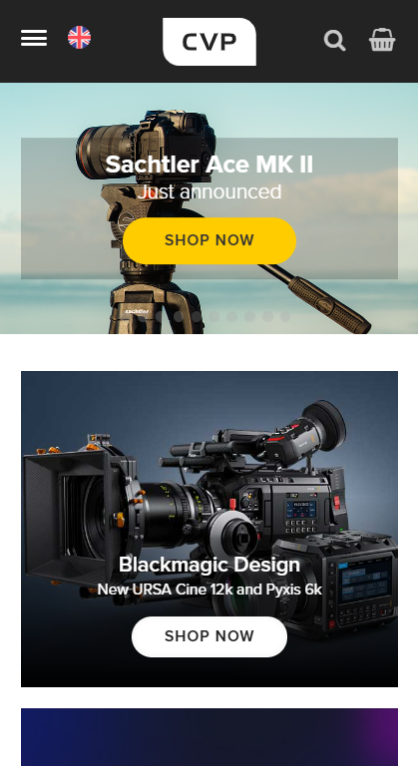 CVP
Sachtler Ace MK II
Just announced
SHOP NOW
sachtler
Blackmagic Design
New URSA Cine 12k and Pyxis 6k
SHOP NOW